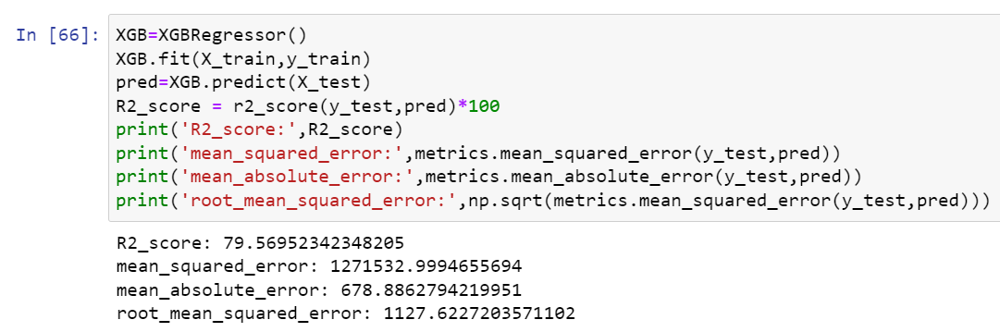 In [66]: XGB=XGBRegressor()
XGB.fit(X_train,y_train)
pred=XGB.predict(X_test)
R2_score = r2_score(y_test,pred)*100
print('R2_score:',R2_score)
print('mean_squared_error:',metrics.mean_squared_error(y_test,pred))
print('mean_absolute_error:',metrics.mean_absolute_error(y_test,pred))
print('root_mean_squared_error:',np.sqrt(metrics.mean_squared_error(y_test,pred)))
R2_score: 79.56952342348205
mean_squared_error: 1271532.9994655694
mean_absolute_error: 678.8862794219951
root_mean_squared_error: 1127.6227203571102